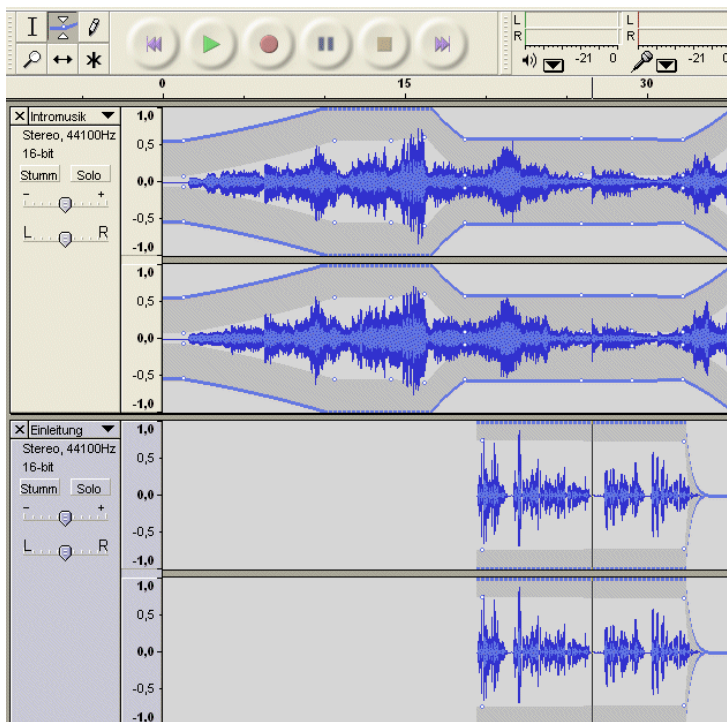 L
R
-21 0
L
R
-21 0
0 15 30
Intromusik
Stereo, 44100Hz
16-bit
Stumm Solo
- +
L R
1,0
0,5
0,0
-0,5
-1,0
1,0
0,5
0,0
-0,5
-1,0
Einleitung
Stereo, 44100Hz
16-bit
Stumm Solo
- +
L R
1,0
0,5
0,0
-0,5
-1,0
1,0
0,5
0,0
-0,5
-1,0